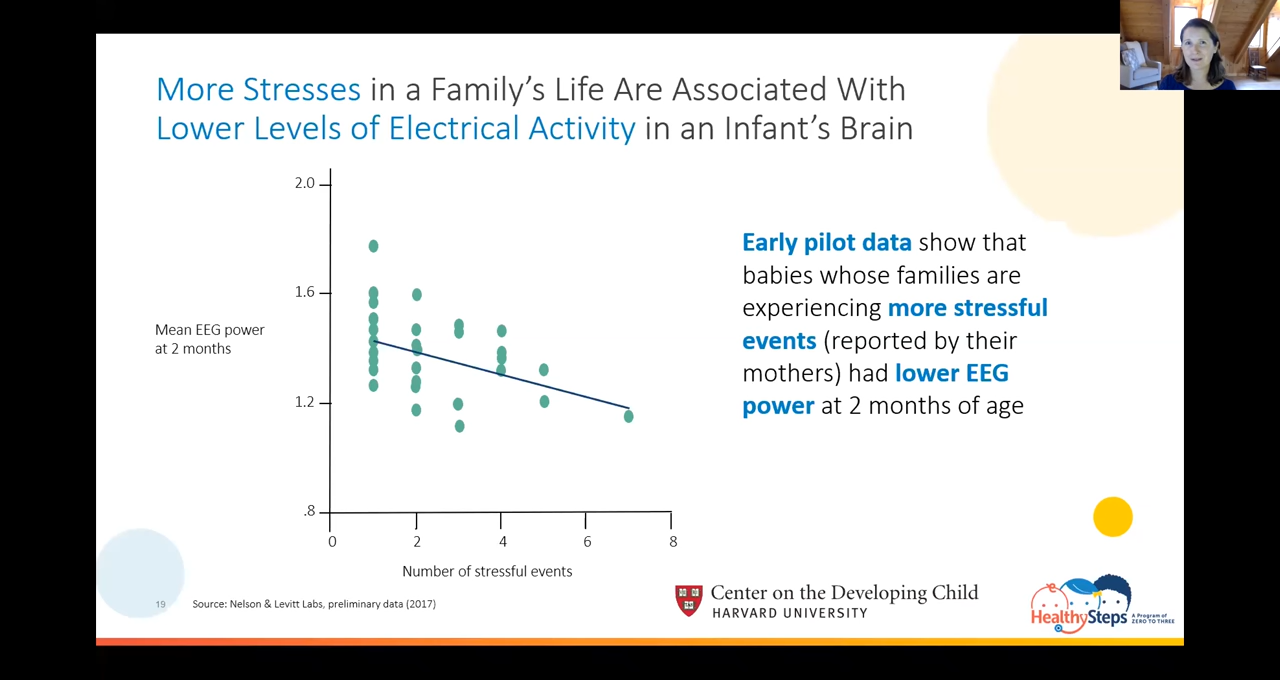 More Stresses in a Family’s Life Are Associated With
Lower Levels of Electrical Activity in an Infant’s Brain
2.0
1.6
1.2
.8
Mean EEG power
at 2 months
0 2 4 6 8
Number of stressful events
Early pilot data show that
babies whose families are
experiencing more stressful
events (reported by their
mothers) had lower EEG
power at 2 months of age
19 Source: Nelson & Levitt Labs, preliminary data (2017)
Center on the Developing Child
HARVARD UNIVERSITY
HealthySteps
A Program of
ZERO TO THREE